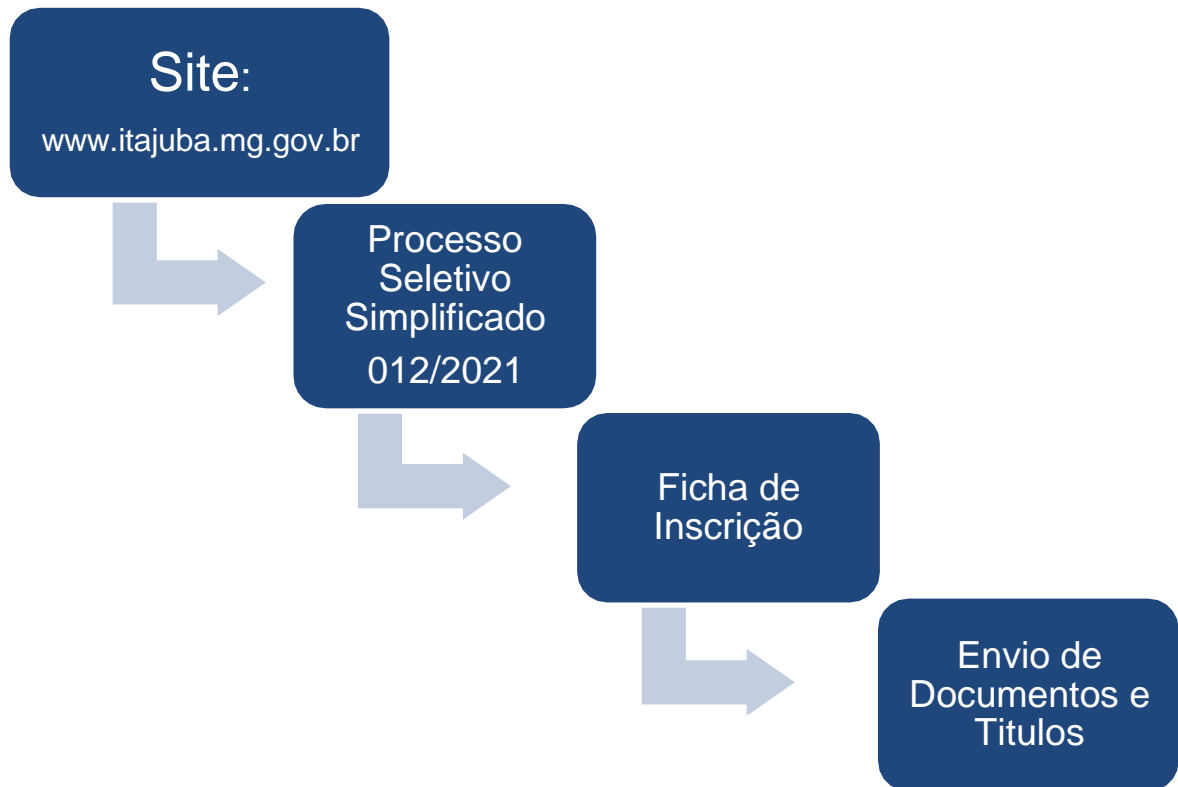 Site:
www.itajuba.mg.gov.br
Processo
Seletivo
Simplificado
012/2021
Ficha de
Inscrição
Envio de
Documentos e
Titulos